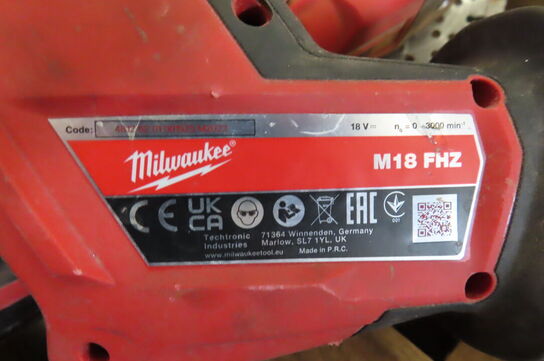 Code:
18 V⎓ n₀ = 0 - 3000 min⁻¹
Milwaukee®
M18 FHZ
CE UK CA EAC
001
Techtronic Industries
71364 Winnenden, Germany
Marlow, SL7 1YL, UK
www.milwaukeetool.eu
Made in P.R.C.